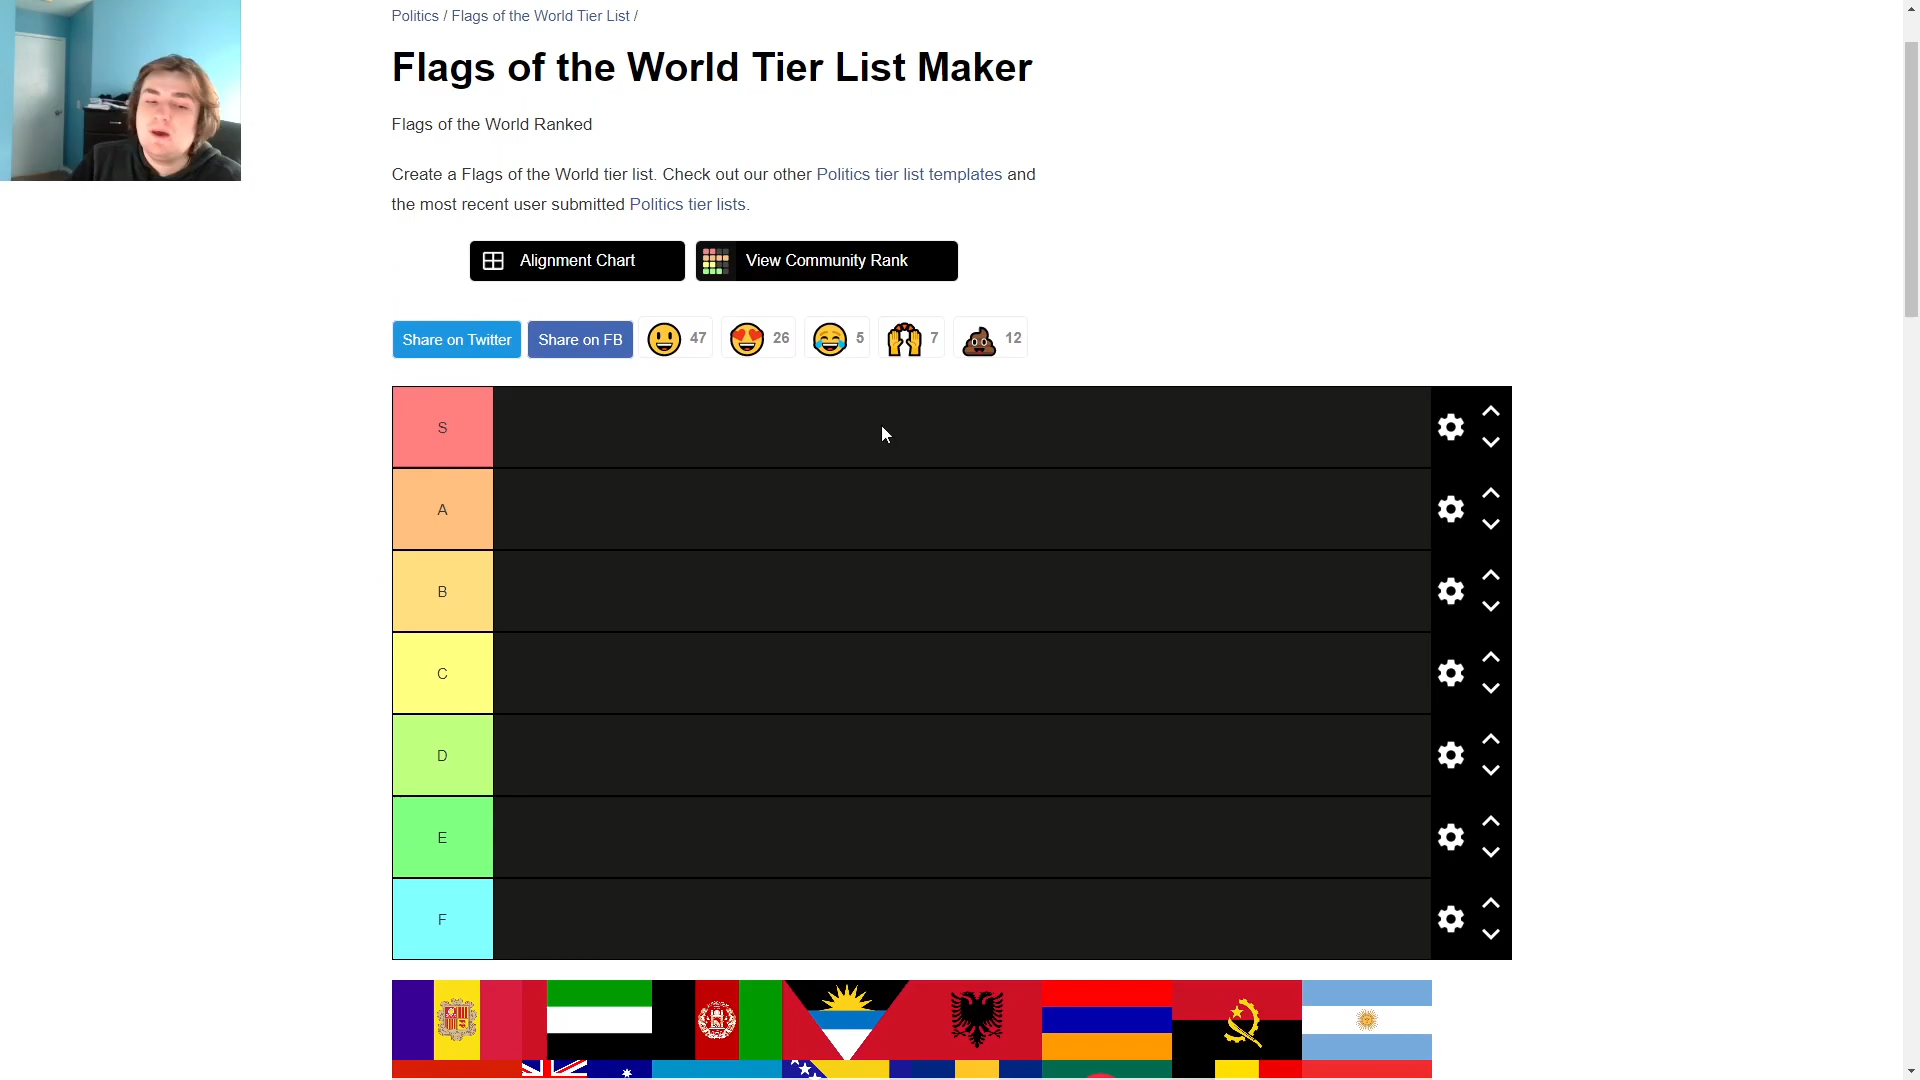 Politics / Flags of the World Tier List /
Flags of the World Tier List Maker
Flags of the World Ranked
Create a Flags of the World tier list. Check out our other Politics tier list templates and
the most recent user submitted Politics tier lists.
Alignment Chart
View Community Rank
Share on Twitter
Share on FB
47
26
5
7
12
S
A
B
C
D
E
F